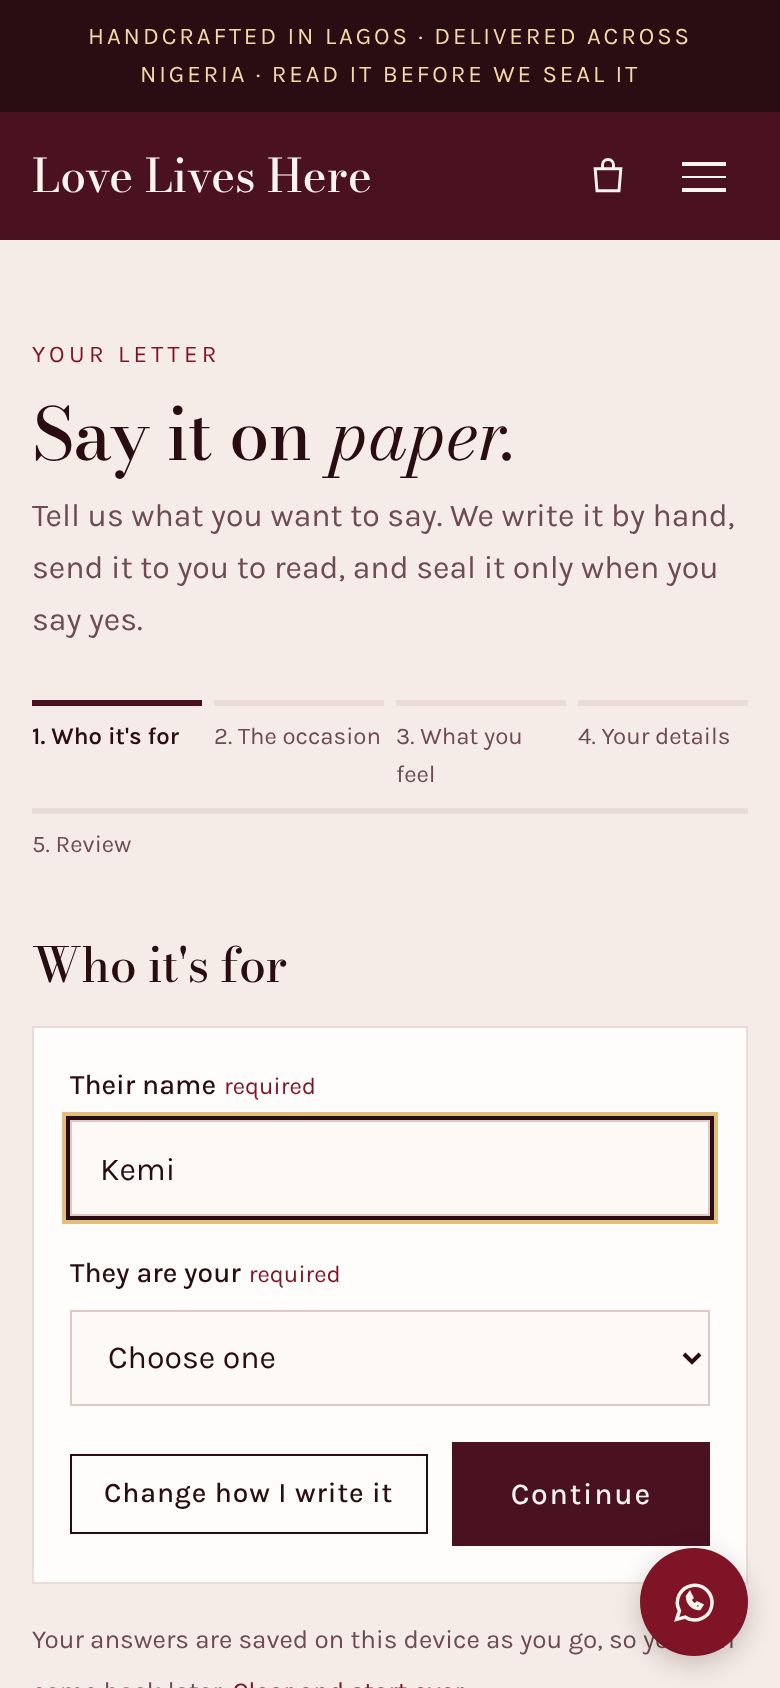 HANDCRAFTED IN LAGOS · DELIVERED ACROSS
NIGERIA · READ IT BEFORE WE SEAL IT
Love Lives Here
YOUR LETTER
Say it on paper.
Tell us what you want to say. We write it by hand,
send it to you to read, and seal it only when you
say yes.
1. Who it's for
2. The occasion
3. What you
feel
4. Your details
5. Review
Who it's for
Their name required
Kemi
They are your required
Choose one
Change how I write it
Continue
Your answers are saved on this device as you go, so